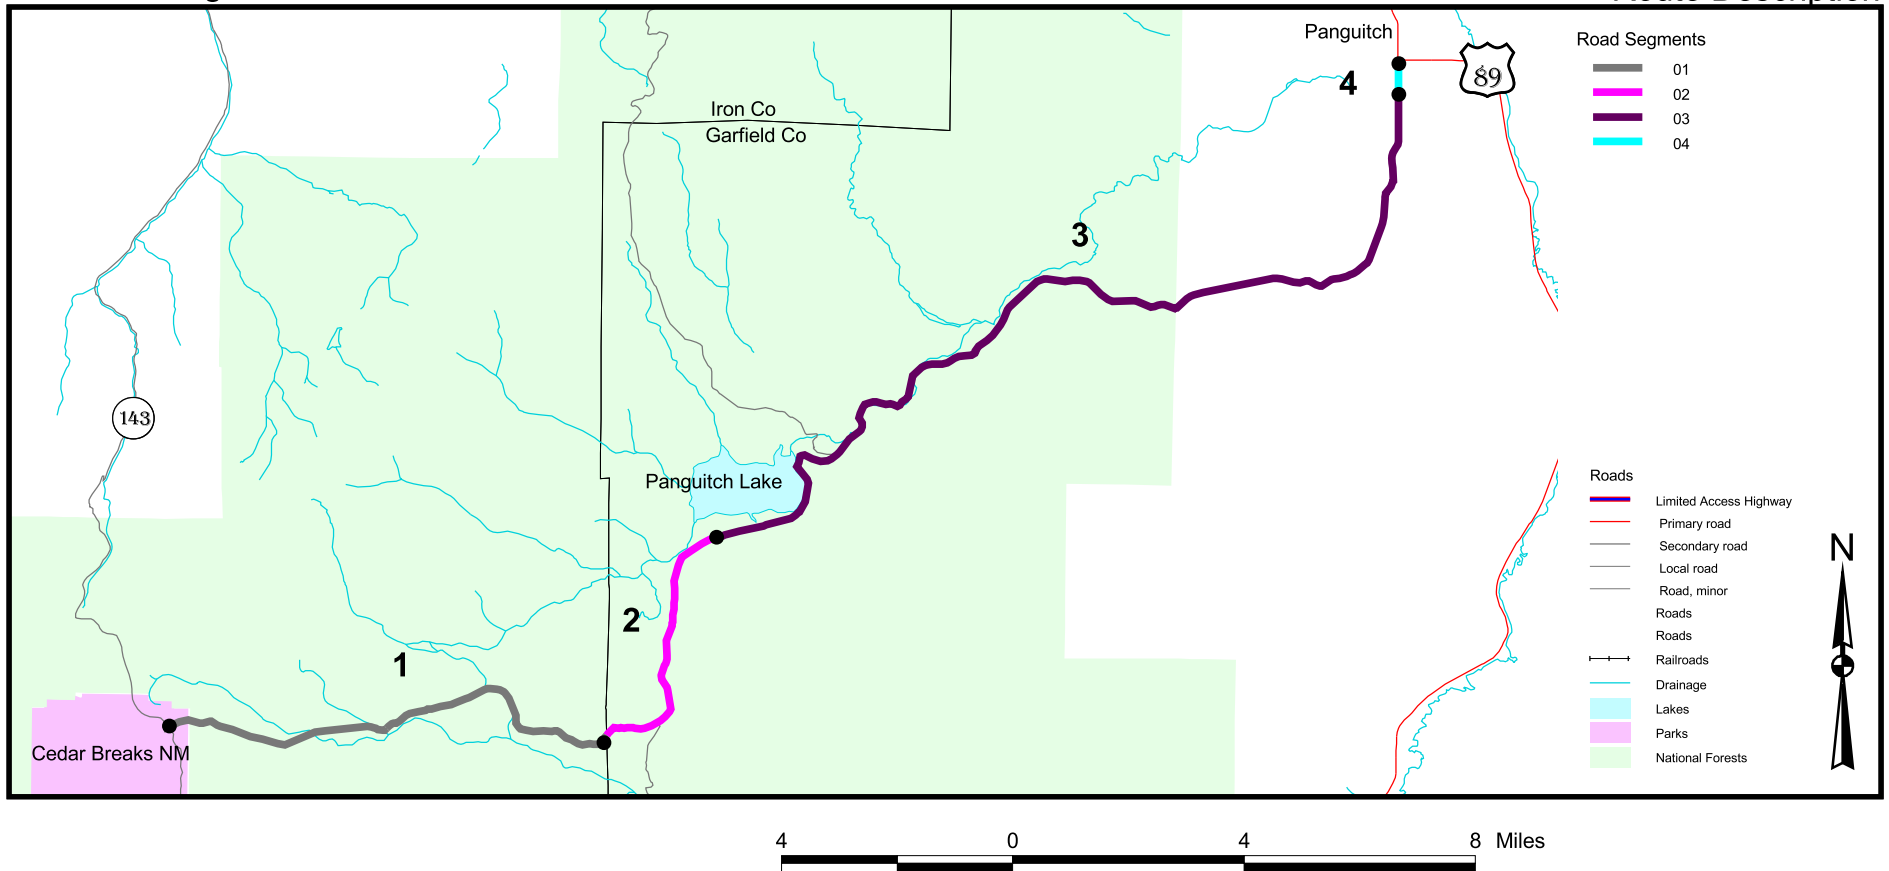 Panguitch
Road Segments
01
02
03
04
89
4
Iron Co
Garfield Co
3
143
Panguitch Lake
Roads
Limited Access Highway
Primary road
Secondary road
Local road
Road, minor
Roads
Roads
Railroads
Drainage
Lakes
Parks
National Forests
N
2
1
Cedar Breaks NM
4 0 4 8 Miles